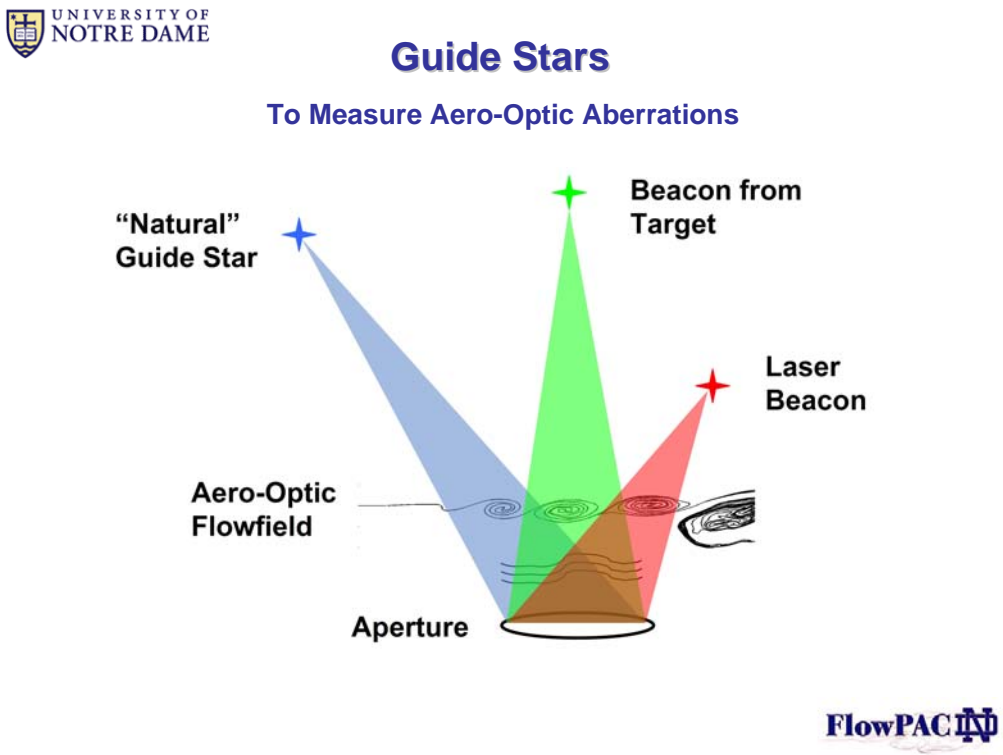 UNIVERSITY OF
NOTRE DAME
Guide Stars
To Measure Aero-Optic Aberrations
Beacon from
Target
“Natural”
Guide Star
Laser
Beacon
Aero-Optic
Flowfield
Aperture
FlowPAC ND